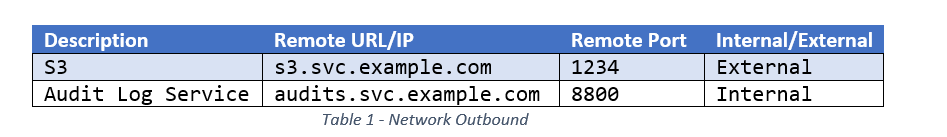 Description Remote URL/IP Remote Port Internal/External
S3 s3.svc.example.com 1234 External
Audit Log Service audits.svc.example.com 8800 Internal
Table 1 - Network Outbound